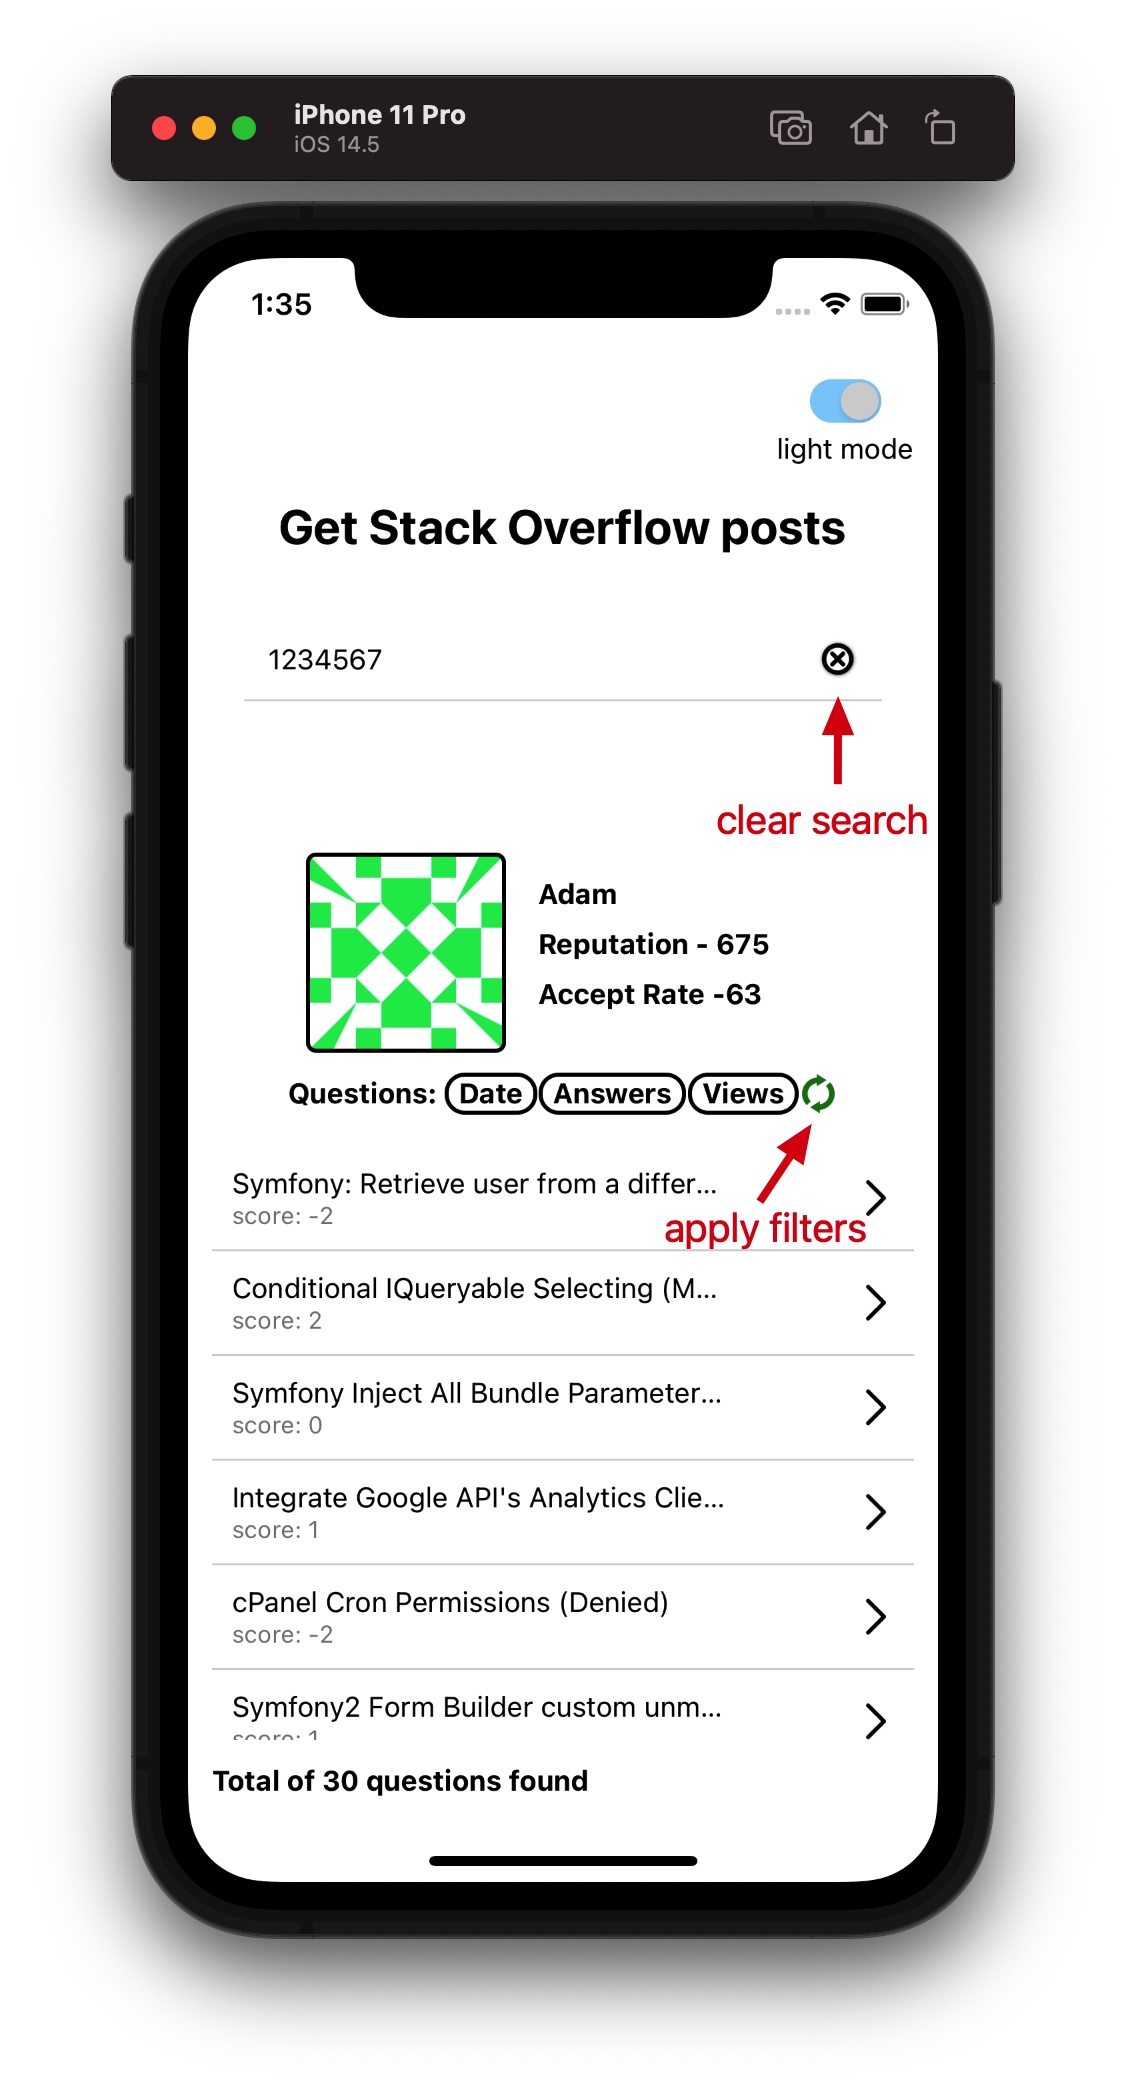 iPhone 11 Pro
iOS 14.5
1:35
light mode
Get Stack Overflow posts
1234567
clear search
Adam
Reputation - 675
Accept Rate -63
Questions: Date Answers Views
Symfony: Retrieve user from a differ...
score: -2
apply filters
Conditional IQueryable Selecting (M...
score: 2
Symfony Inject All Bundle Parameter...
score: 0
Integrate Google API's Analytics Clie...
score: 1
cPanel Cron Permissions (Denied)
score: -2
Symfony2 Form Builder custom unm...
score: 1
Total of 30 questions found